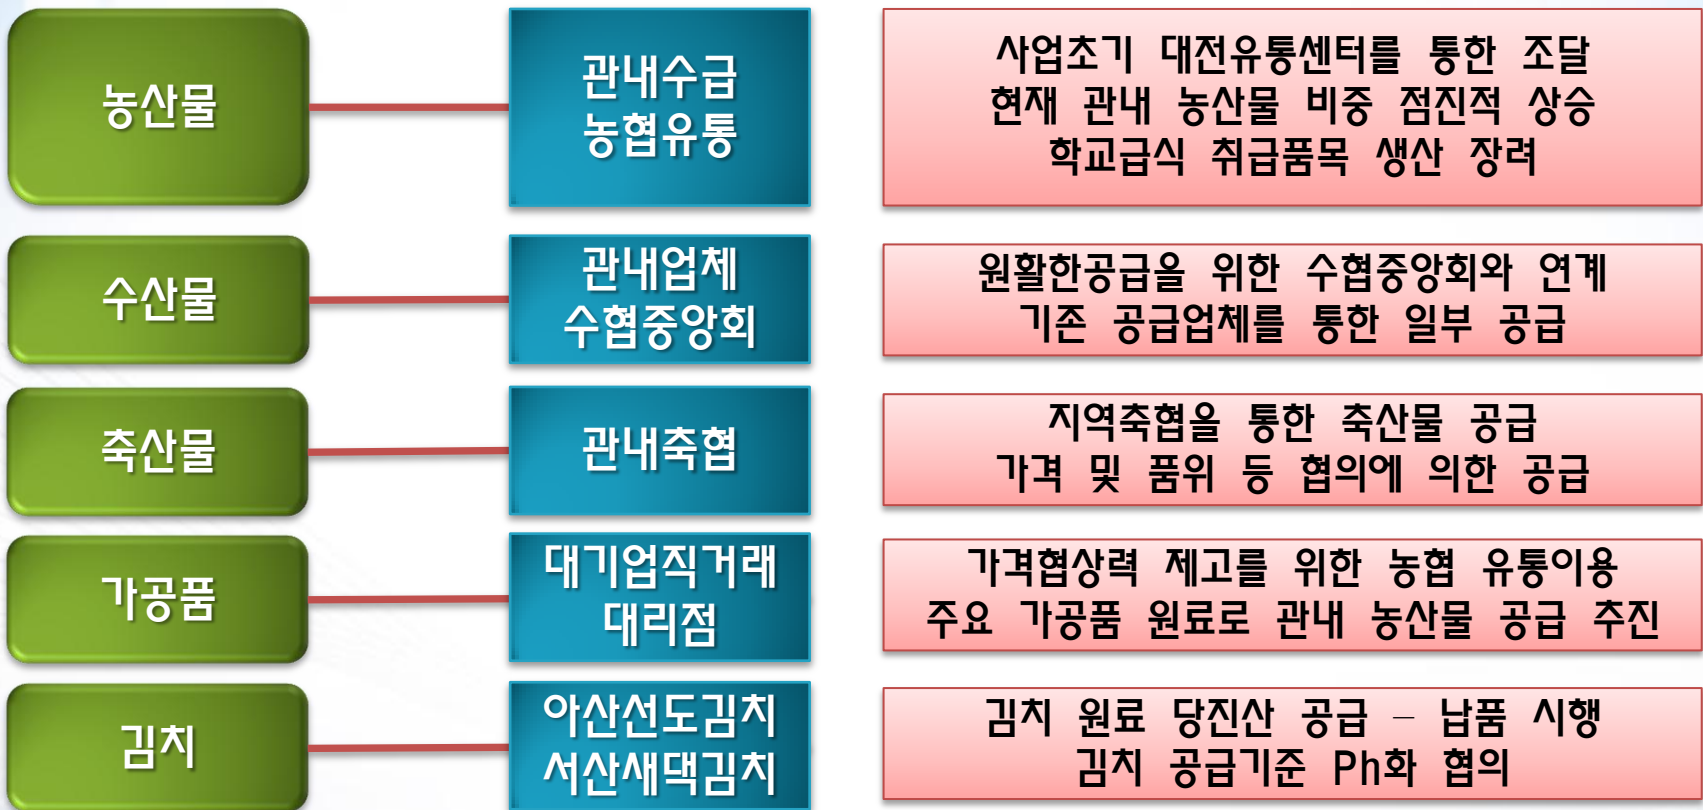 농산물
관내수급
농협유통
사업초기 대전유통센터를 통한 조달
현재 관내 농산물 비중 점진적 상승
학교급식 취급품목 생산 장려
수산물
관내업체
수협중앙회
원활한공급을 위한 수협중앙회와 연계
기존 공급업체를 통한 일부 공급
축산물
관내축협
지역축협을 통한 축산물 공급
가격 및 품위 등 협의에 의한 공급
가공품
대기업직거래
대리점
가격협상력 제고를 위한 농협 유통이용
주요 가공품 원료로 관내 농산물 공급 추진
김치
아산선도김치
서산새댁김치
김치 원료 당진산 공급 – 납품 시행
김치 공급기준 Ph화 협의